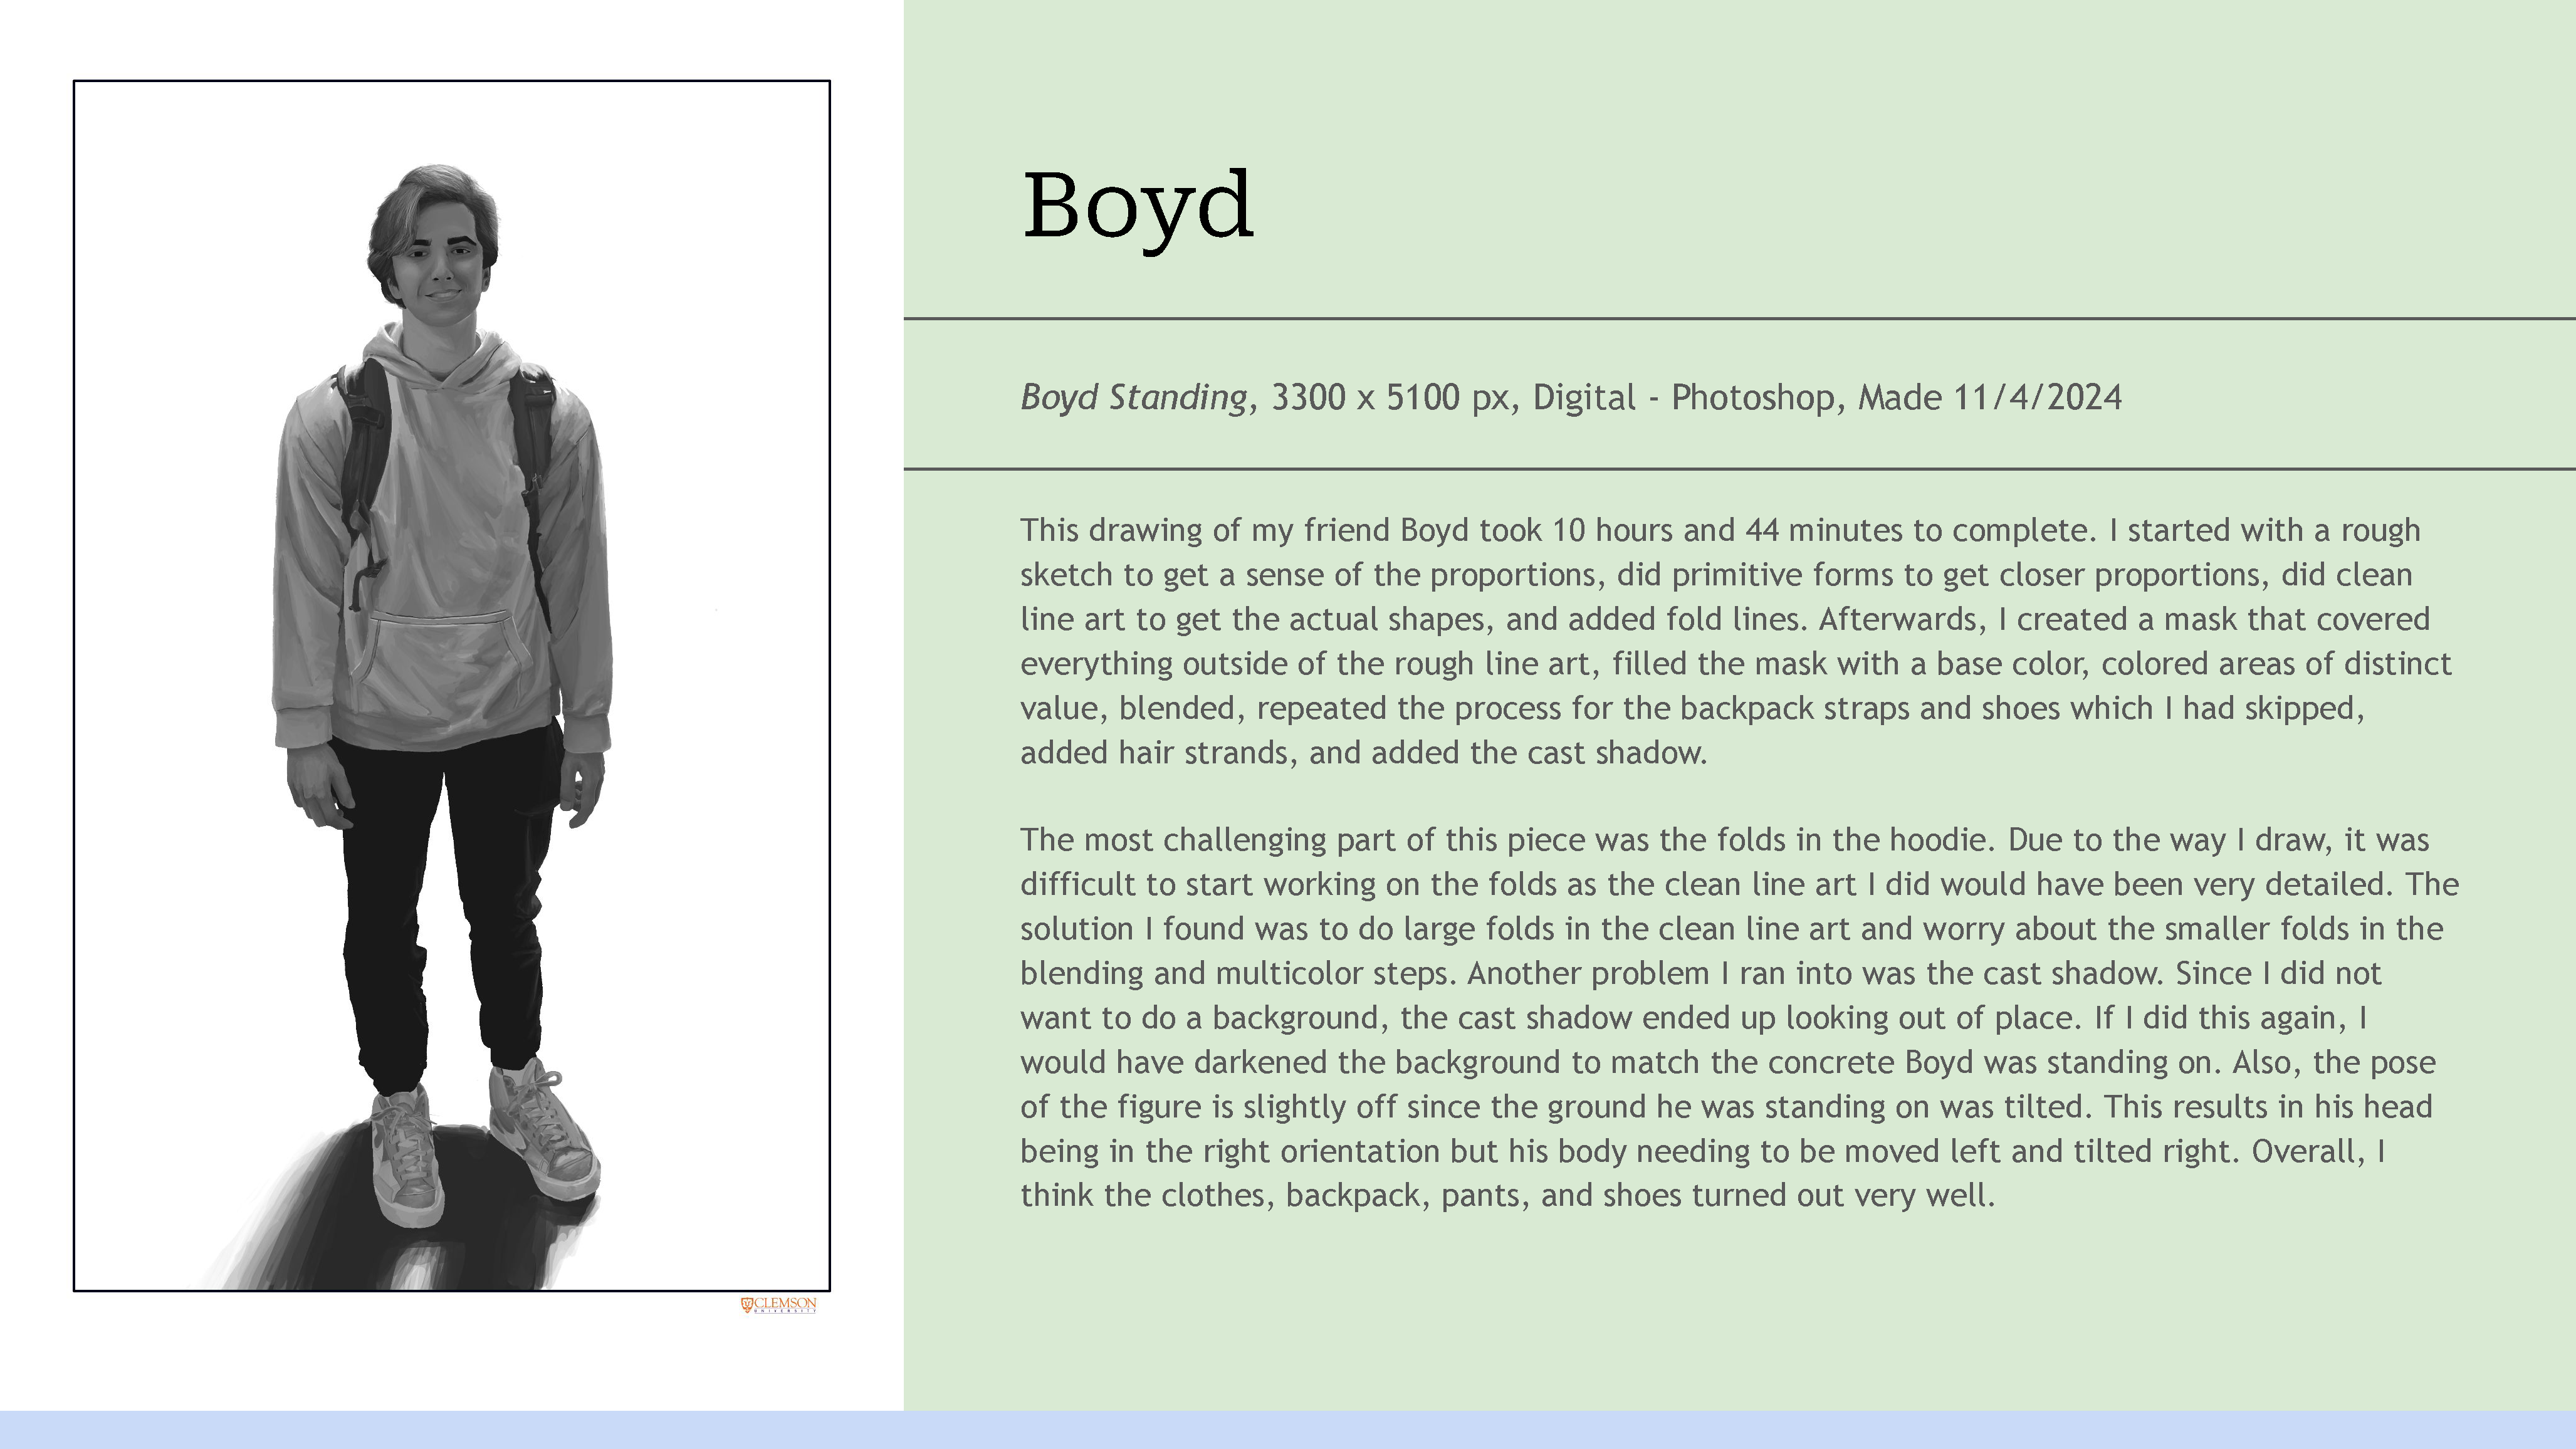 Boyd
Boyd Standing, 3300 x 5100 px, Digital - Photoshop, Made 11/4/2024
This drawing of my friend Boyd took 10 hours and 44 minutes to complete. I started with a rough
sketch to get a sense of the proportions, did primitive forms to get closer proportions, did clean
line art to get the actual shapes, and added fold lines. Afterwards, I created a mask that covered
everything outside of the rough line art, filled the mask with a base color, colored areas of distinct
value, blended, repeated the process for the backpack straps and shoes which I had skipped,
added hair strands, and added the cast shadow.
The most challenging part of this piece was the folds in the hoodie. Due to the way I draw, it was
difficult to start working on the folds as the clean line art I did would have been very detailed. The
solution I found was to do large folds in the clean line art and worry about the smaller folds in the
blending and multicolor steps. Another problem I ran into was the cast shadow. Since I did not
want to do a background, the cast shadow ended up looking out of place. If I did this again, I
would have darkened the background to match the concrete Boyd was standing on. Also, the pose
of the figure is slightly off since the ground he was standing on was tilted. This results in his head
being in the right orientation but his body needing to be moved left and tilted right. Overall, I
think the clothes, backpack, pants, and shoes turned out very well.
CLEMSON
UNIVERSITY